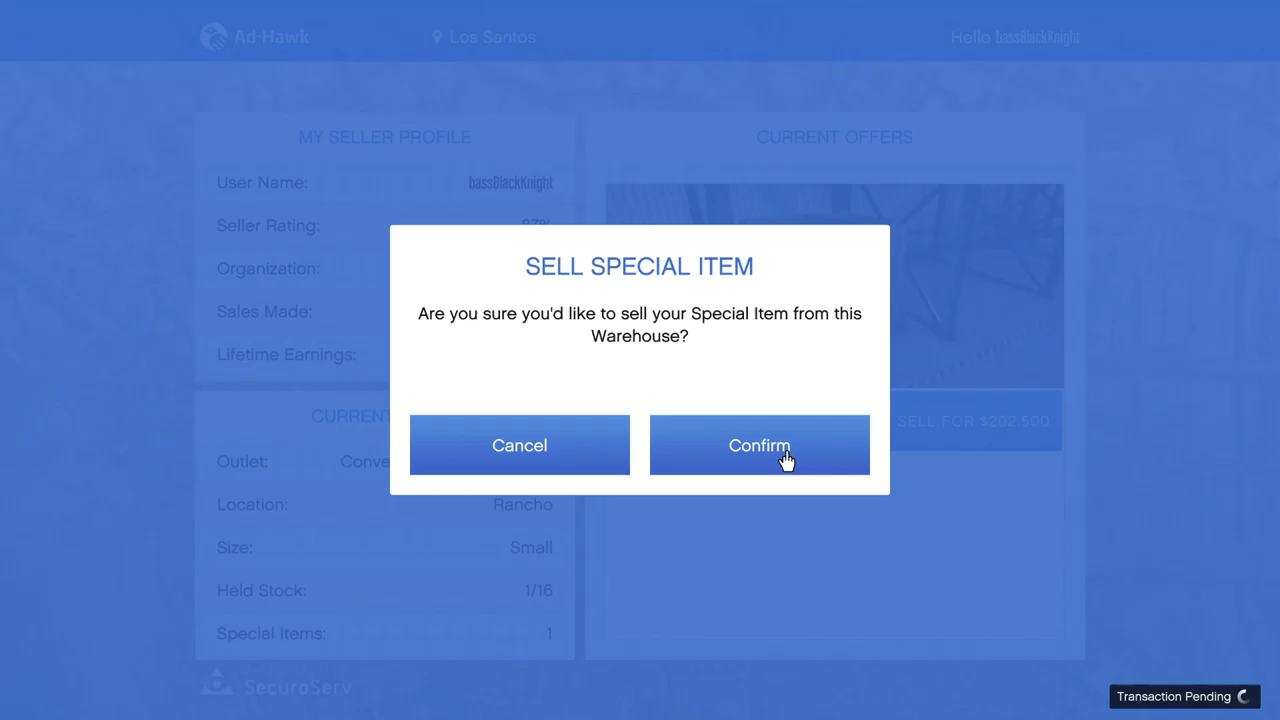 Ad-Hawk
Los Santos
Hello bassBlackKnight
MY SELLER PROFILE
User Name: bassBlackKnight
Seller Rating: 87%
Organization:
Sales Made:
Lifetime Earnings:
CURRENT OFFERS
SELL FOR $202,500
SELL SPECIAL ITEM
Are you sure you'd like to sell your Special Item from this
Warehouse?
Cancel
Confirm
CURRENT
Outlet: Conve
Location: Rancho
Size: Small
Held Stock: 1/16
Special Items: 1
SecuroServ
Transaction Pending